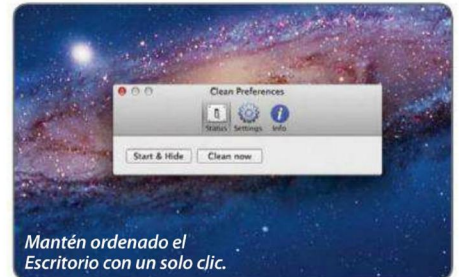 Clean Preferences
Status Settings Info
Start & Hide Clean now
Mantén ordenado el
Escritorio con un solo clic.